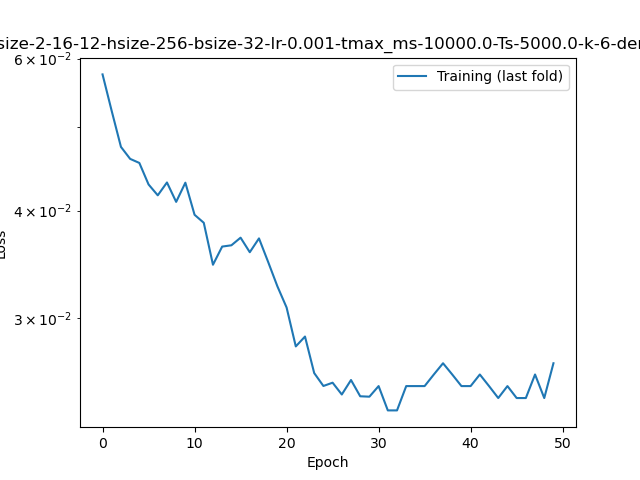 size-2-16-12-hsize-256-bsize-32-lr-0.001-tmax_ms-10000.0-Ts-5000.0-k-6-der
Training (last fold)
6 × 10⁻²
4 × 10⁻²
3 × 10⁻²
Loss
0 10 20 30 40 50
Epoch